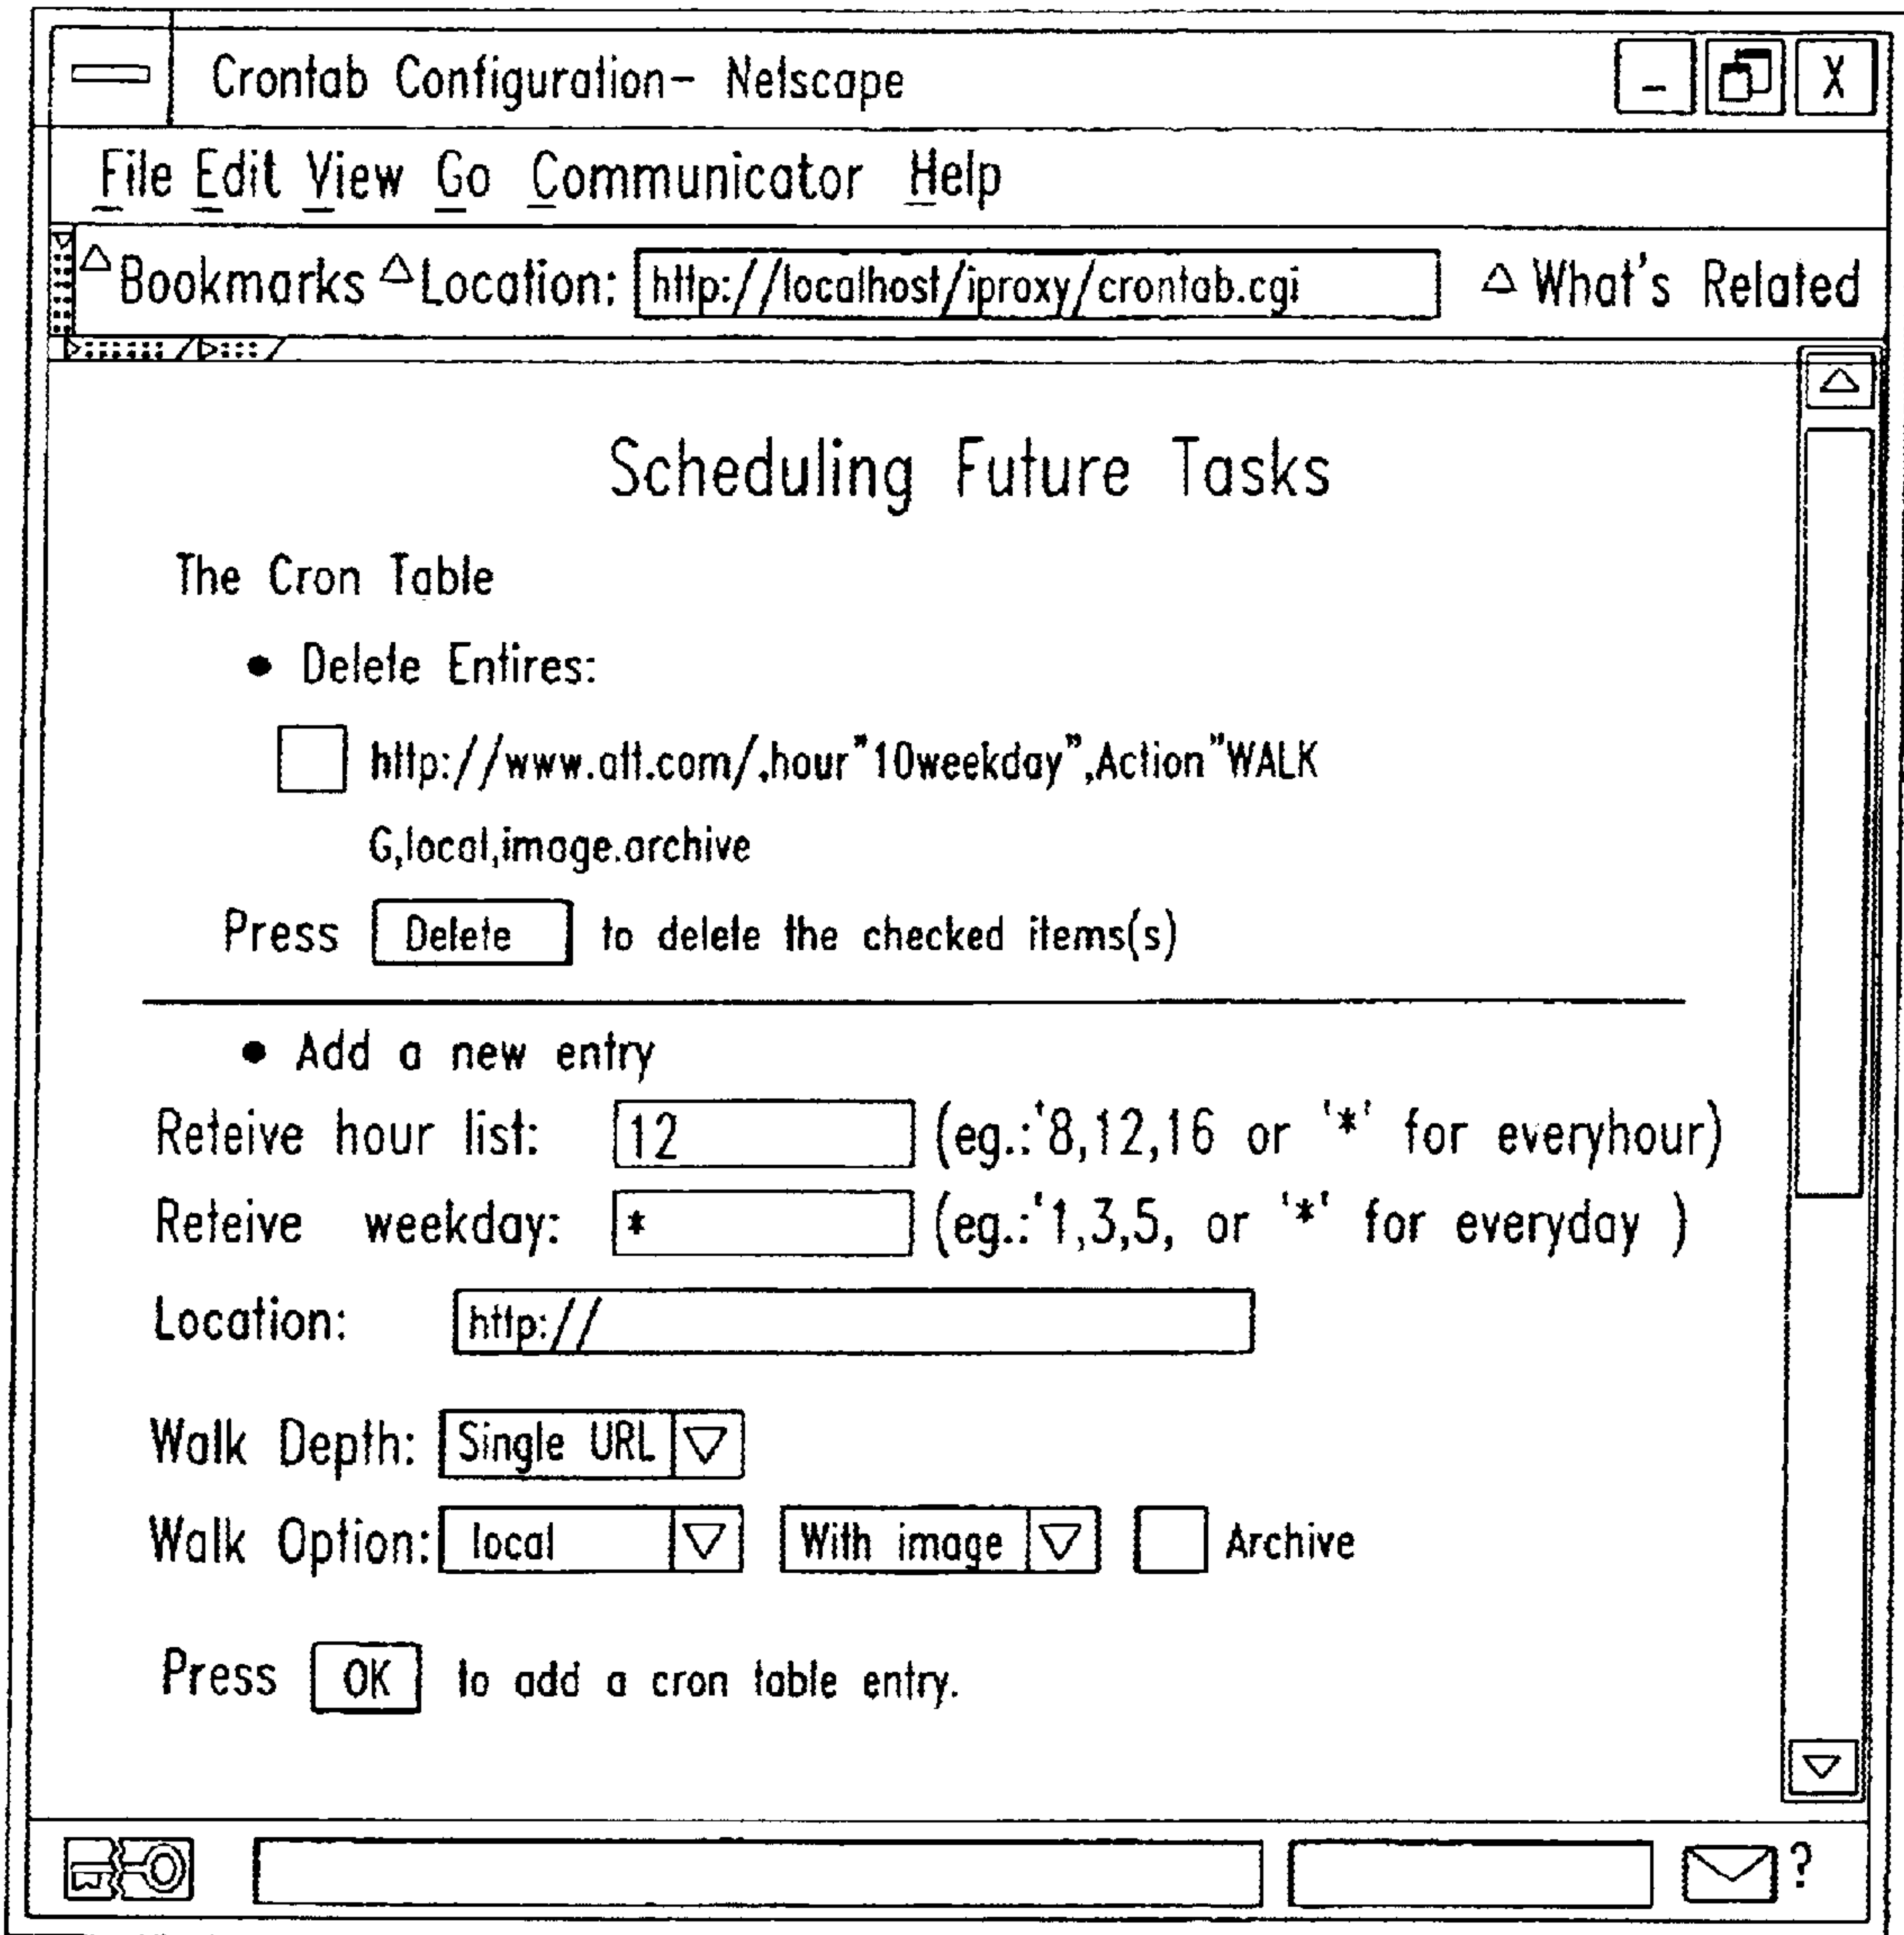 Crontab Configuration- Netscape
_ X
File Edit View Go Communicator Help
Bookmarks Location: http://localhost/iproxy/crontab.cgi What's Related
Scheduling Future Tasks
The Cron Table
• Delete Entires:
http://www.att.com/,hour"10weekday",Action"WALK
G,local,image.archive
Press Delete to delete the checked items(s)
• Add a new entry
Reteive hour list: 12 (eg.:'8,12,16 or '*' for everyhour)
Reteive weekday: * (eg.:'1,3,5, or '*' for everyday )
Location: http://
Walk Depth: Single URL
Walk Option: local With image Archive
Press OK to add a cron table entry.
?